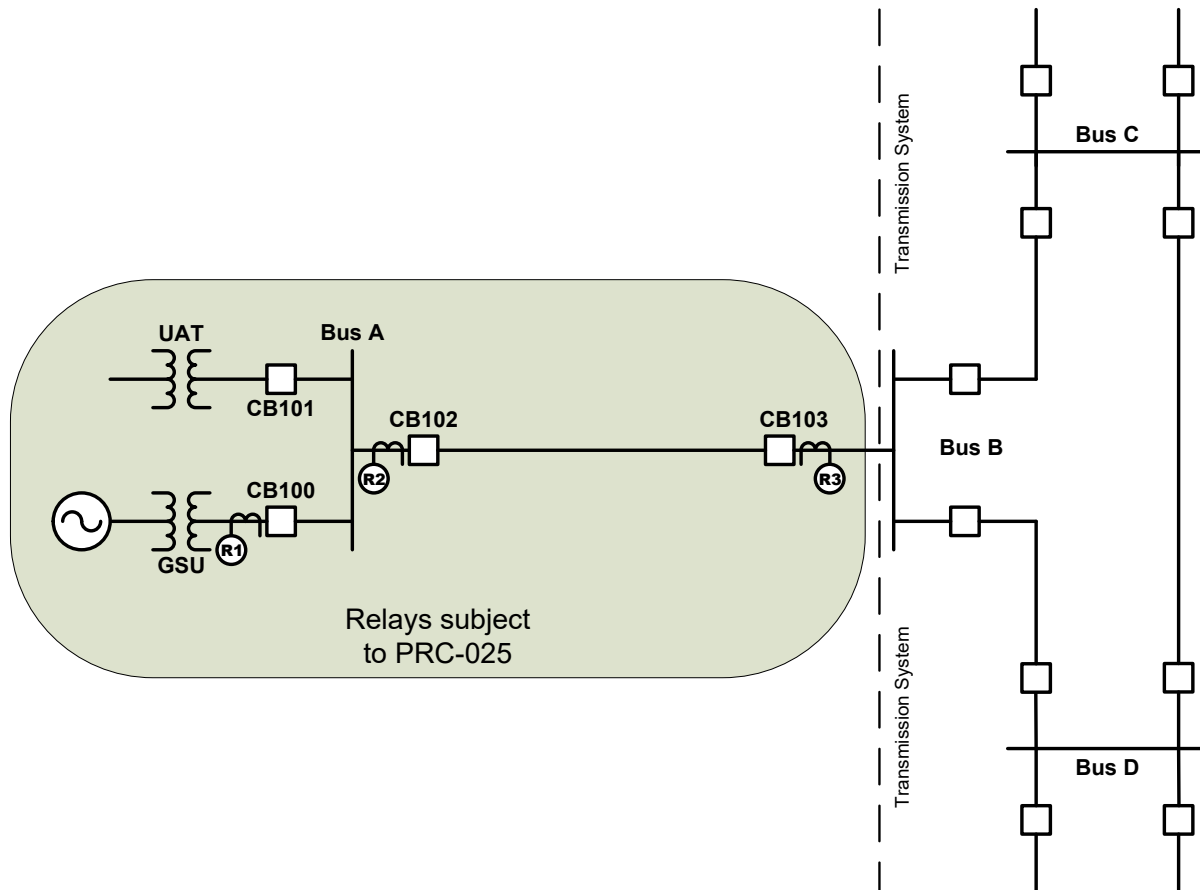 Transmission System
Bus C
UAT
Bus A
CB101
CB102
CB103
R2
R3
Bus B
CB100
R1
GSU
Relays subject
to PRC-025
Transmission System
Bus D